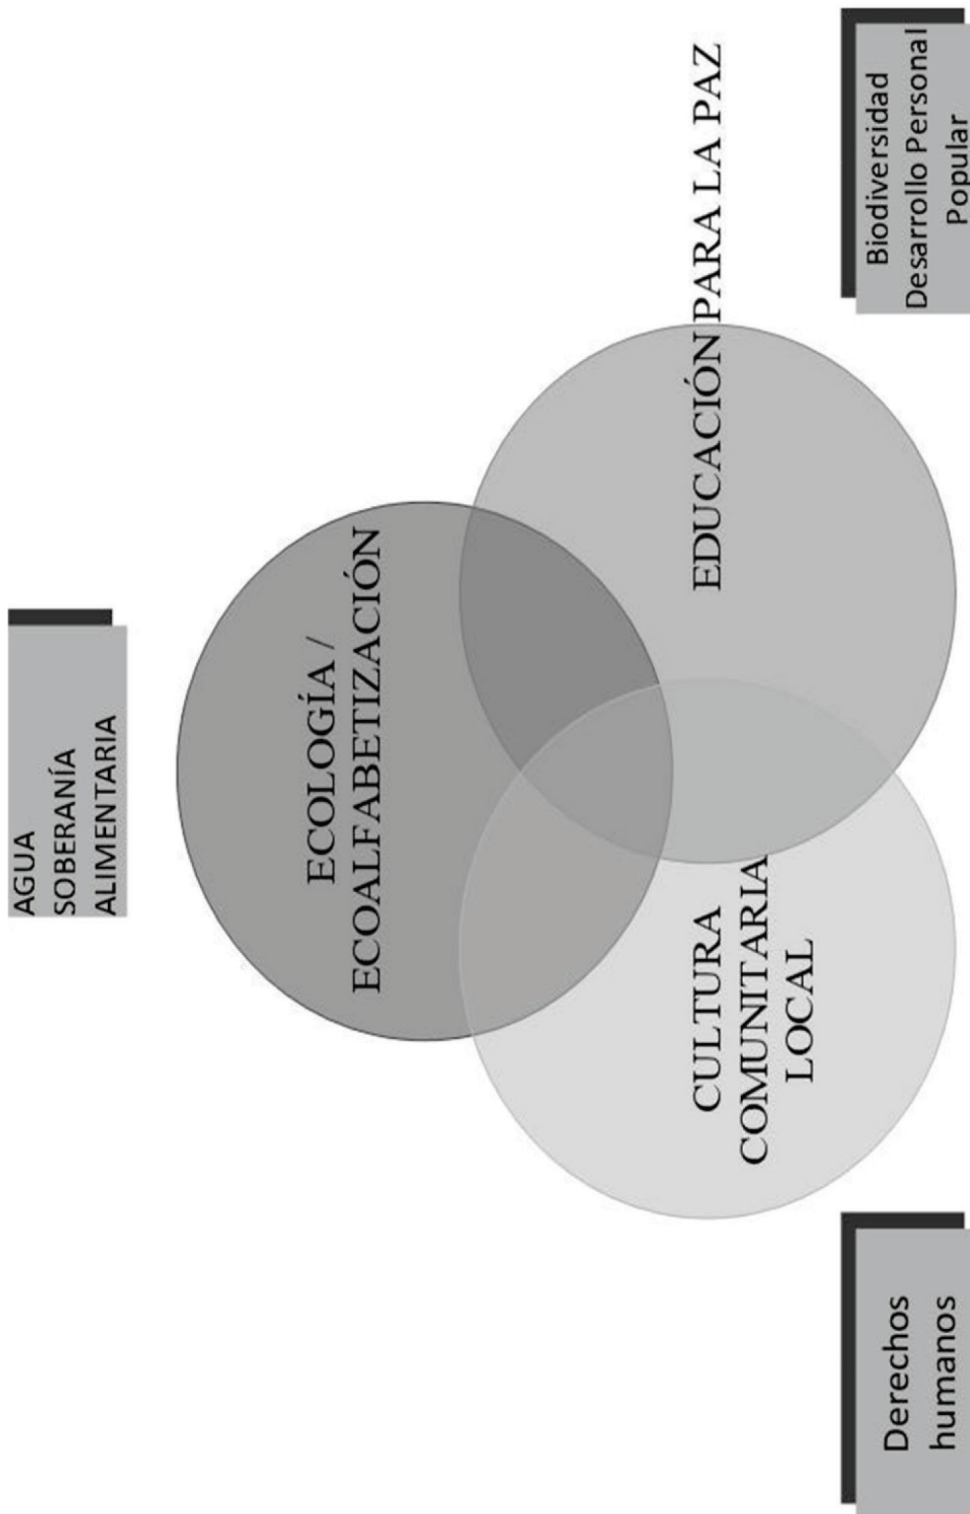 AGUA
SOBERANÍA
ALIMENTARIA
ECOLOGÍA /
ECOALFABETIZACIÓN
CULTURA
COMUNITARIA
LOCAL
EDUCACIÓN PARA LA PAZ
Derechos
humanos
Biodiversidad
Desarrollo Personal
Popular